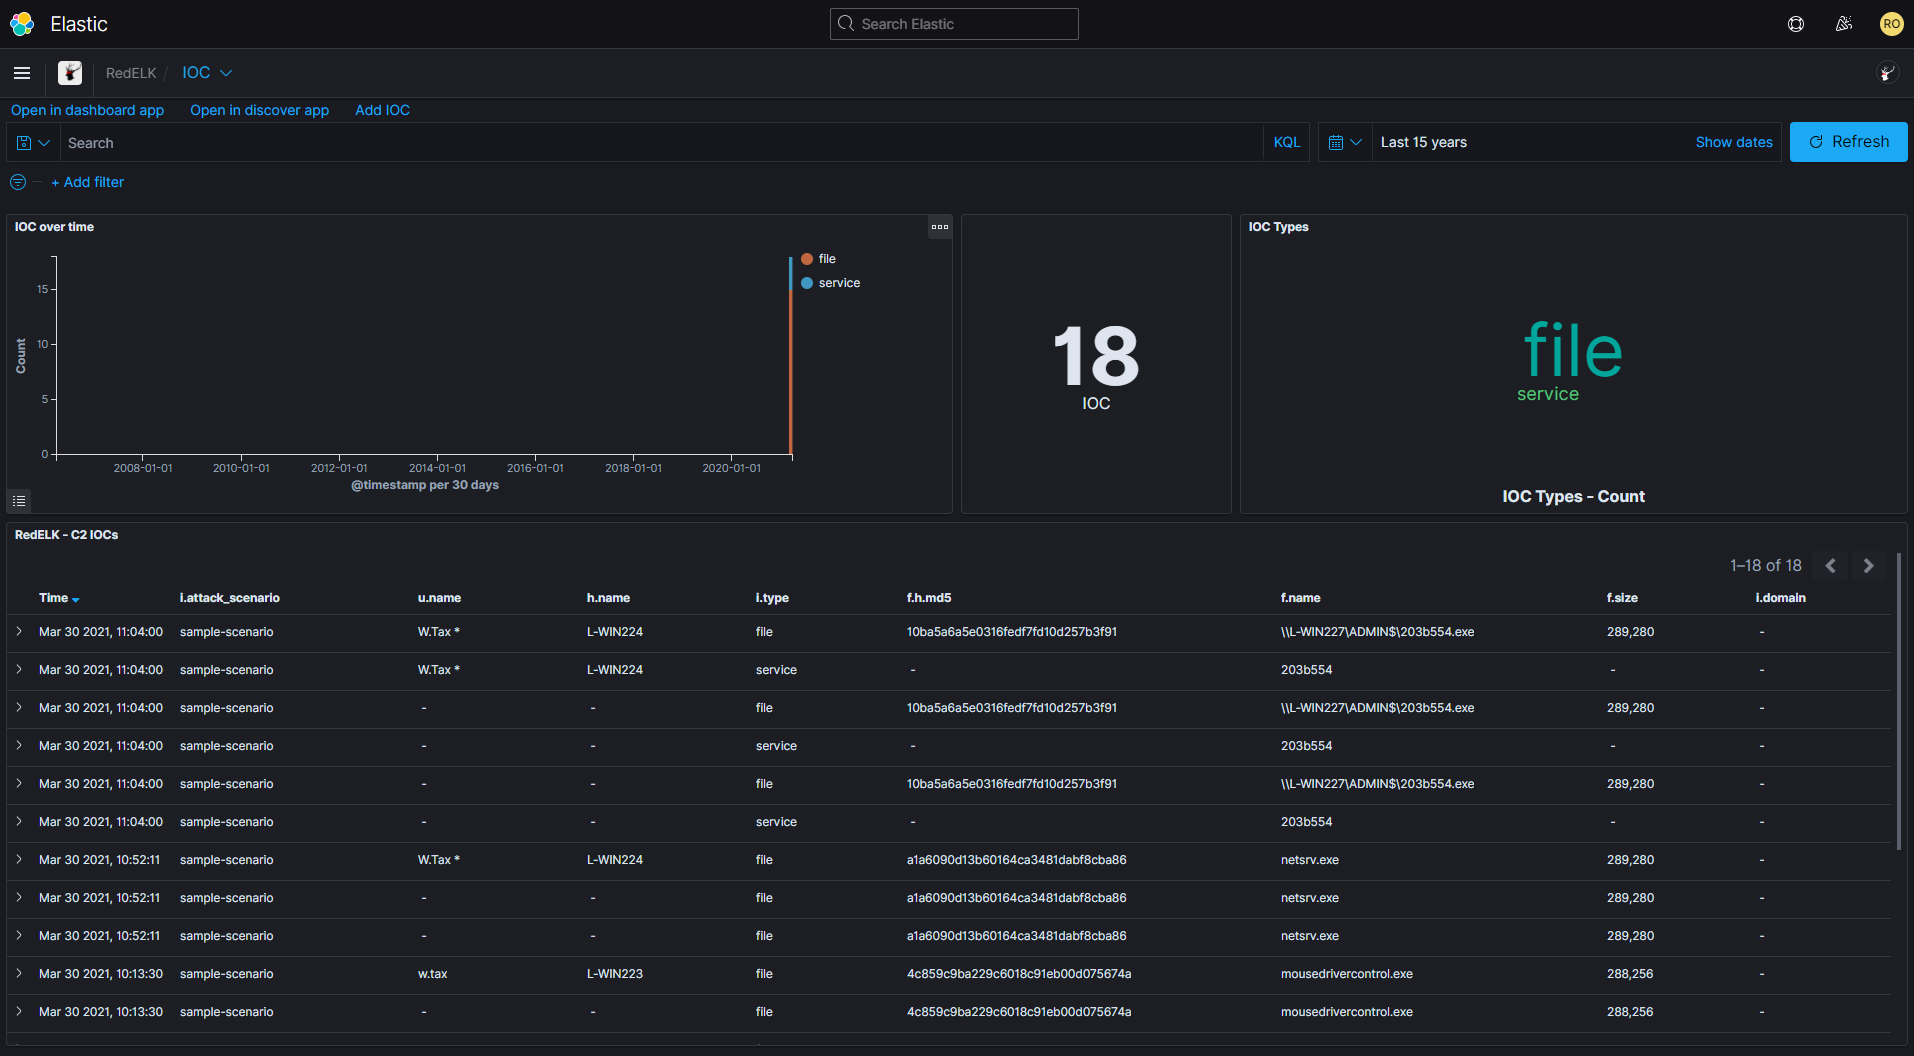 Elastic
Search Elastic
RO
RedELK / IOC
Open in dashboard app Open in discover app Add IOC
Search KQL Last 15 years Show dates Refresh
+ Add filter
IOC over time
file
service
Count
15
10
5
0
2008-01-01 2010-01-01 2012-01-01 2014-01-01 2016-01-01 2018-01-01 2020-01-01
@timestamp per 30 days
18
IOC
IOC Types
file
service
IOC Types - Count
RedELK - C2 IOCs
1–18 of 18
Time i.attack_scenario u.name h.name i.type f.h.md5 f.name f.size i.domain
Mar 30 2021, 11:04:00 sample-scenario W.Tax * L-WIN224 file 10ba5a6a5e0316fedf7fd10d257b3f91 \\L-WIN227\ADMIN$\203b554.exe 289,280 -
Mar 30 2021, 11:04:00 sample-scenario W.Tax * L-WIN224 service - 203b554 - -
Mar 30 2021, 11:04:00 sample-scenario - - file 10ba5a6a5e0316fedf7fd10d257b3f91 \\L-WIN227\ADMIN$\203b554.exe 289,280 -
Mar 30 2021, 11:04:00 sample-scenario - - service - 203b554 - -
Mar 30 2021, 11:04:00 sample-scenario - - file 10ba5a6a5e0316fedf7fd10d257b3f91 \\L-WIN227\ADMIN$\203b554.exe 289,280 -
Mar 30 2021, 11:04:00 sample-scenario - - service - 203b554 - -
Mar 30 2021, 10:52:11 sample-scenario W.Tax * L-WIN224 file a1a6090d13b60164ca3481dabf8cba86 netsrv.exe 289,280 -
Mar 30 2021, 10:52:11 sample-scenario - - file a1a6090d13b60164ca3481dabf8cba86 netsrv.exe 289,280 -
Mar 30 2021, 10:52:11 sample-scenario - - file a1a6090d13b60164ca3481dabf8cba86 netsrv.exe 289,280 -
Mar 30 2021, 10:13:30 sample-scenario w.tax L-WIN223 file 4c859c9ba229c6018c91eb00d075674a mousedrivercontrol.exe 288,256 -
Mar 30 2021, 10:13:30 sample-scenario - - file 4c859c9ba229c6018c91eb00d075674a mousedrivercontrol.exe 288,256 -